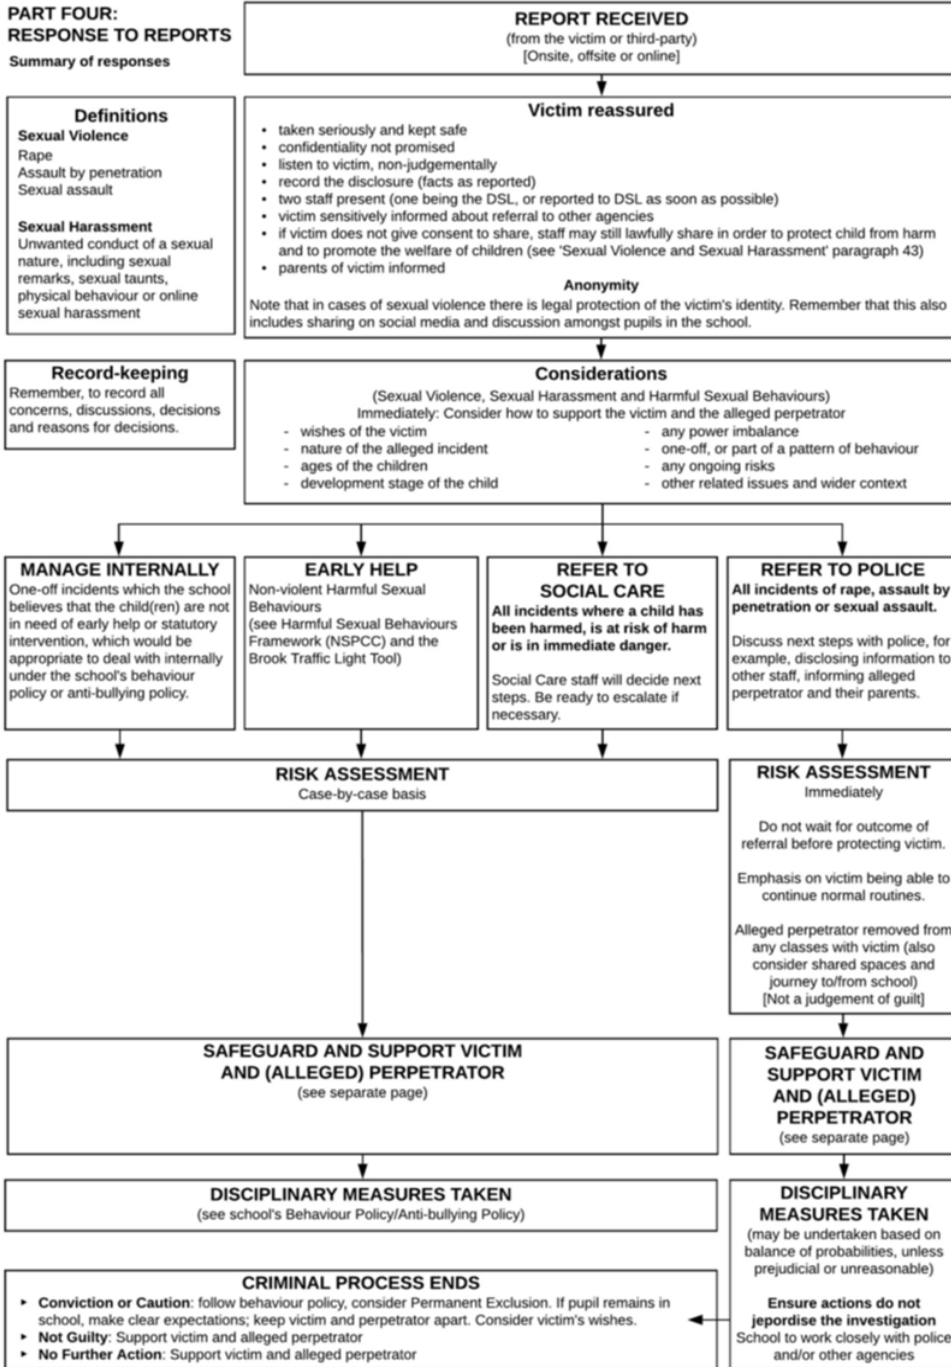 PART FOUR:
RESPONSE TO REPORTS
Summary of responses
REPORT RECEIVED
(from the victim or third-party)
[Onsite, offsite or online]
Definitions
Sexual Violence
Rape
Assault by penetration
Sexual assault
Sexual Harassment
Unwanted conduct of a sexual
nature, including sexual
remarks, sexual taunts,
physical behaviour or online
sexual harassment
Victim reassured
• taken seriously and kept safe
• confidentiality not promised
• listen to victim, non-judgementally
• record the disclosure (facts as reported)
• two staff present (one being the DSL, or reported to DSL as soon as possible)
• victim sensitively informed about referral to other agencies
• if victim does not give consent to share, staff may still lawfully share in order to protect child from harm
and to promote the welfare of children (see 'Sexual Violence and Sexual Harassment' paragraph 43)
• parents of victim informed
Anonymity
Note that in cases of sexual violence there is legal protection of the victim's identity. Remember that this also
includes sharing on social media and discussion amongst pupils in the school.
Record-keeping
Remember, to record all
concerns, discussions, decisions
and reasons for decisions.
Considerations
(Sexual Violence, Sexual Harassment and Harmful Sexual Behaviours)
Immediately: Consider how to support the victim and the alleged perpetrator
- wishes of the victim
- nature of the alleged incident
- ages of the children
- development stage of the child
- any power imbalance
- one-off, or part of a pattern of behaviour
- any ongoing risks
- other related issues and wider context
MANAGE INTERNALLY
One-off incidents which the school
believes that the child(ren) are not
in need of early help or statutory
intervention, which would be
appropriate to deal with internally
under the school's behaviour
policy or anti-bullying policy.
EARLY HELP
Non-violent Harmful Sexual
Behaviours
(see Harmful Sexual Behaviours
Framework (NSPCC) and the
Brook Traffic Light Tool)
REFER TO
SOCIAL CARE
All incidents where a child has
been harmed, is at risk of harm
or is in immediate danger.
Social Care staff will decide next
steps. Be ready to escalate if
necessary.
REFER TO POLICE
All incidents of rape, assault by
penetration or sexual assault.
Discuss next steps with police, for
example, disclosing information to
other staff, informing alleged
perpetrator and their parents.
RISK ASSESSMENT
Case-by-case basis
RISK ASSESSMENT
Immediately
Do not wait for outcome of
referral before protecting victim.
Emphasis on victim being able to
continue normal routines.
Alleged perpetrator removed from
any classes with victim (also
consider shared spaces and
journey to/from school)
[Not a judgement of guilt]
SAFEGUARD AND SUPPORT VICTIM
AND (ALLEGED) PERPETRATOR
(see separate page)
SAFEGUARD AND
SUPPORT VICTIM
AND (ALLEGED)
PERPETRATOR
(see separate page)
DISCIPLINARY MEASURES TAKEN
(see school's Behaviour Policy/Anti-bullying Policy)
DISCIPLINARY
MEASURES TAKEN
(may be undertaken based on
balance of probabilities, unless
prejudicial or unreasonable)
Ensure actions do not
jepordise the investigation
School to work closely with police
and/or other agencies
CRIMINAL PROCESS ENDS
‣ Conviction or Caution: follow behaviour policy, consider Permanent Exclusion. If pupil remains in
school, make clear expectations; keep victim and perpetrator apart. Consider victim's wishes.
‣ Not Guilty: Support victim and alleged perpetrator
‣ No Further Action: Support victim and alleged perpetrator